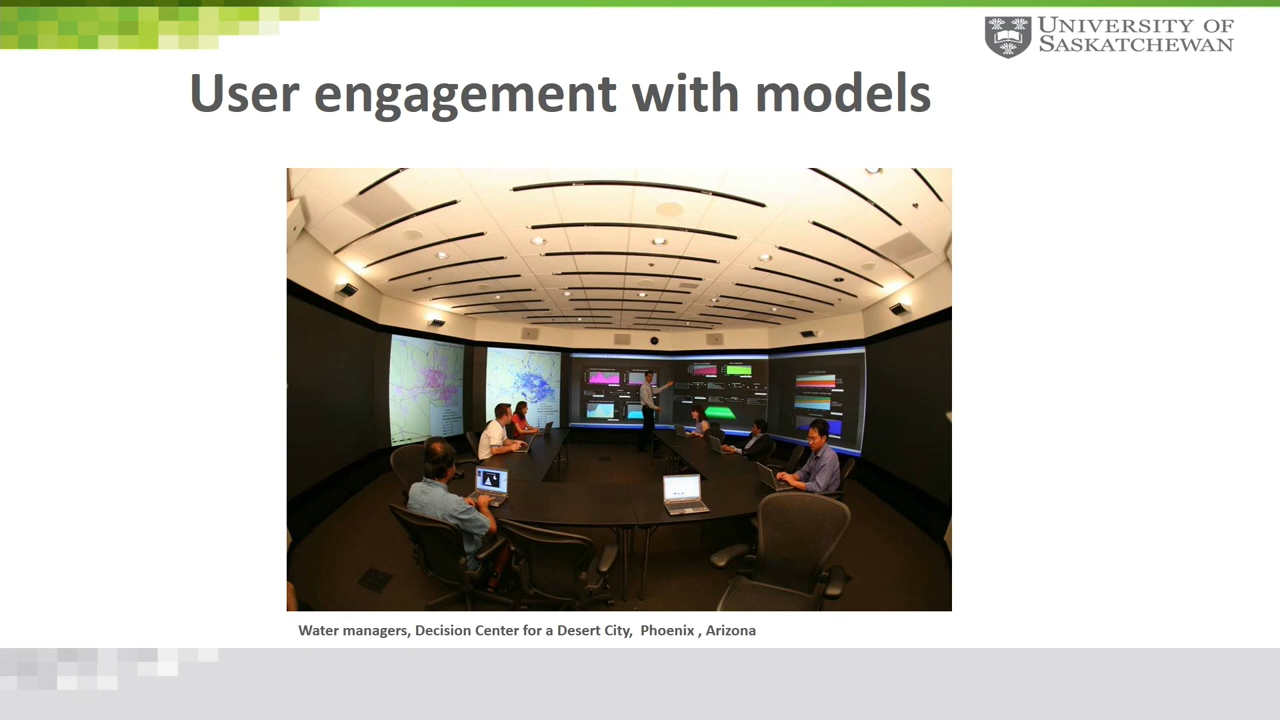 UNIVERSITY OF
SASKATCHEWAN
User engagement with models
Water managers, Decision Center for a Desert City,  Phoenix , Arizona